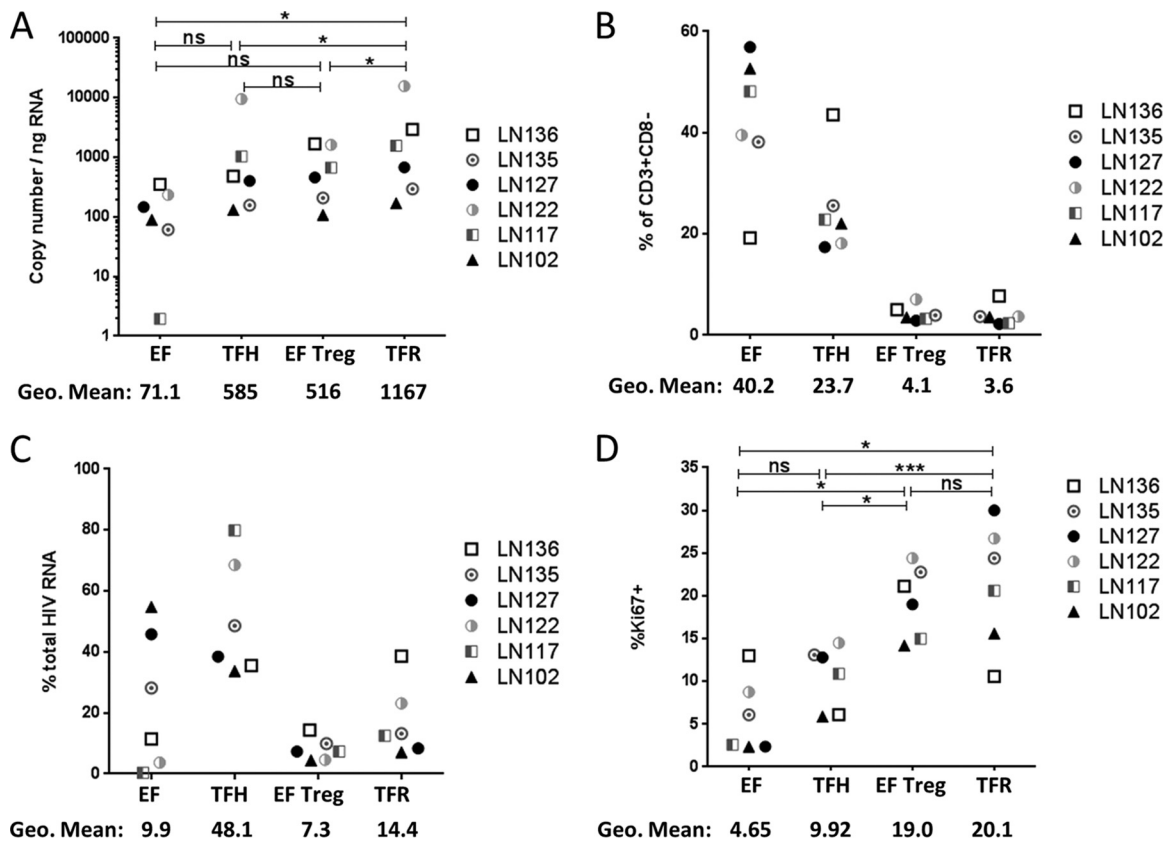 A
*
ns
*
ns
*
ns
100000
10000
1000
100
10
1
Copy number / ng RNA
EF
TFH
EF Treg
TFR
Geo. Mean: 71.1 585 516 1167
LN136
LN135
LN127
LN122
LN117
LN102
B
60
40
20
0
% of CD3+CD8-
EF
TFH
EF Treg
TFR
Geo. Mean: 40.2 23.7 4.1 3.6
LN136
LN135
LN127
LN122
LN117
LN102
C
100
80
60
40
20
0
% total HIV RNA
EF
TFH
EF Treg
TFR
Geo. Mean: 9.9 48.1 7.3 14.4
LN136
LN135
LN127
LN122
LN117
LN102
D
*
ns
***
*
ns
*
35
30
25
20
15
10
5
0
%Ki67+
EF
TFH
EF Treg
TFR
Geo. Mean: 4.65 9.92 19.0 20.1
LN136
LN135
LN127
LN122
LN117
LN102